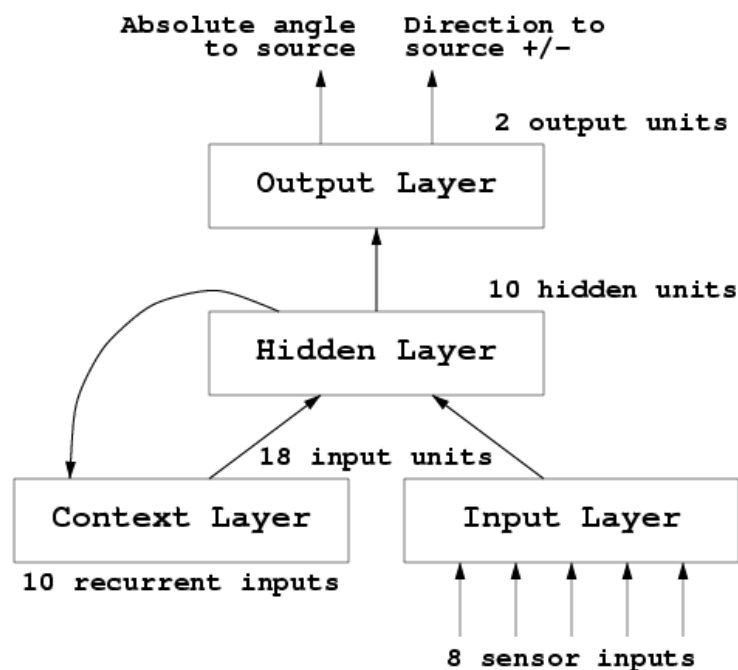 Absolute angle
to source
Direction to
source +/-
2 output units
Output Layer
10 hidden units
Hidden Layer
18 input units
Context Layer
Input Layer
10 recurrent inputs
8 sensor inputs